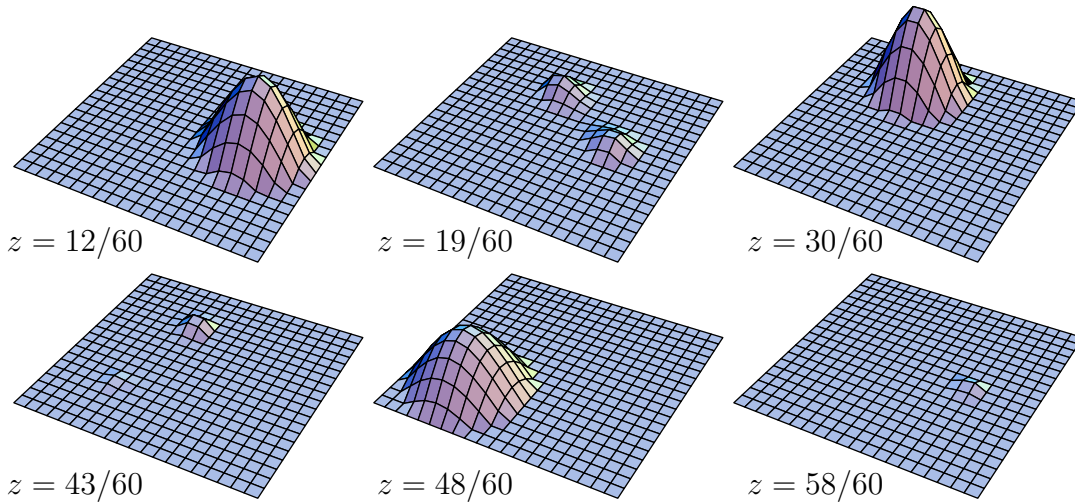 z = 12/60
z = 19/60
z = 30/60
z = 43/60
z = 48/60
z = 58/60